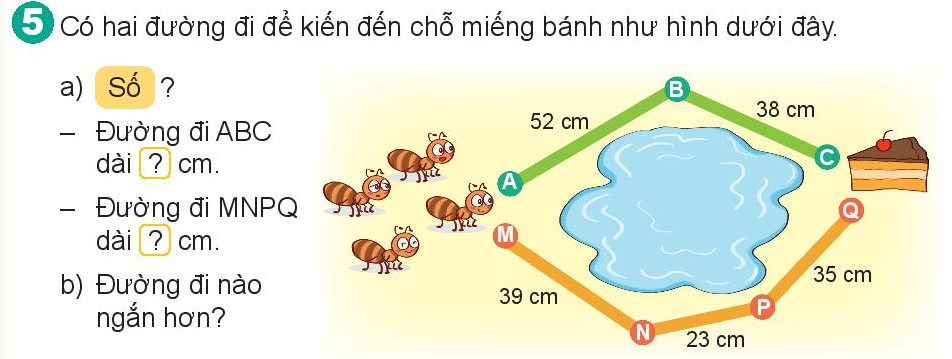 5 Có hai đường đi để kiến đến chỗ miếng bánh như hình dưới đây.
a) Số ?
– Đường đi ABC
dài ? cm.
– Đường đi MNPQ
dài ? cm.
b) Đường đi nào
ngắn hơn?
B
52 cm
38 cm
C
A
Q
M
35 cm
39 cm
P
N
23 cm